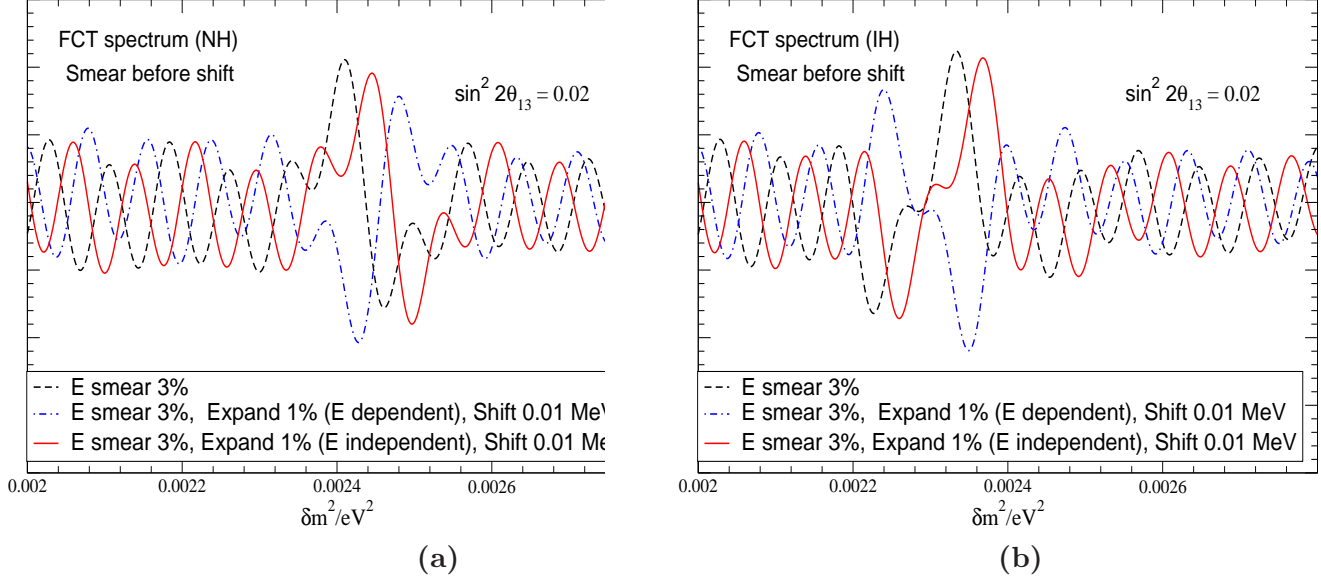 FCT spectrum (NH)
Smear before shift
sin² 2θ₁₃ = 0.02
E smear 3%
E smear 3%, Expand 1% (E dependent), Shift 0.01 MeV
E smear 3%, Expand 1% (E independent), Shift 0.01 Me
0.002 0.0022 0.0024 0.0026
δm²/eV²
(a)
FCT spectrum (IH)
Smear before shift
sin² 2θ₁₃ = 0.02
E smear 3%
E smear 3%, Expand 1% (E dependent), Shift 0.01 MeV
E smear 3%, Expand 1% (E independent), Shift 0.01 MeV
0.002 0.0022 0.0024 0.0026
δm²/eV²
(b)